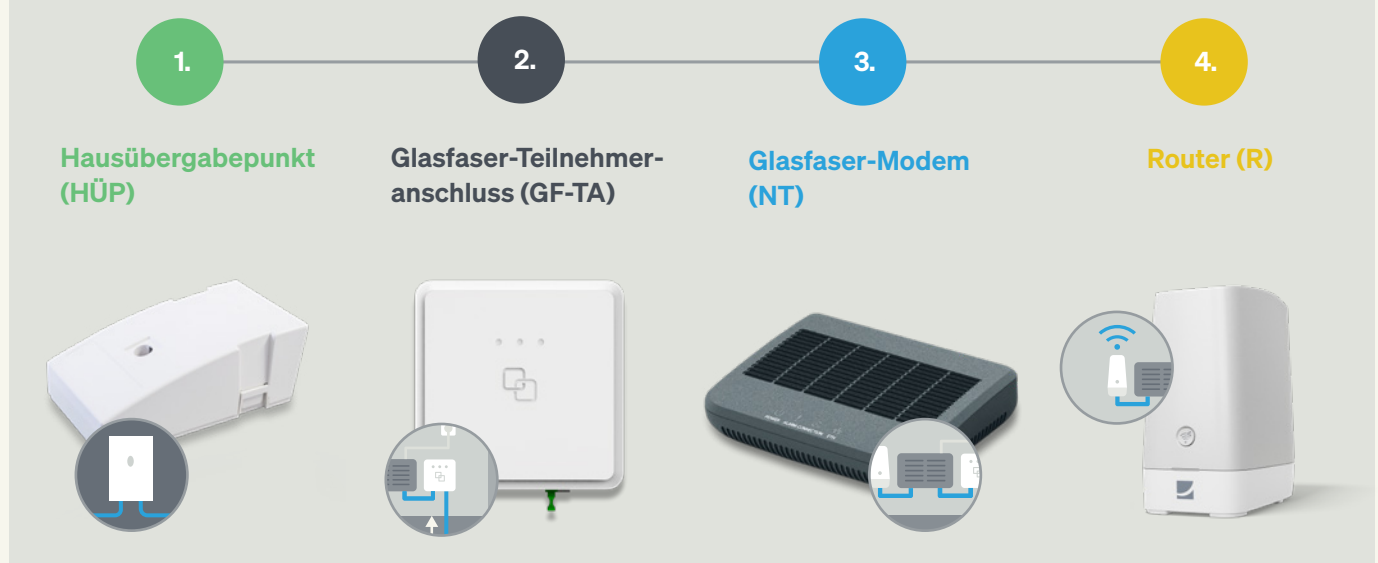 1.
2.
3.
4.
Hausübergabepunkt
(HÜP)
Glasfaser-Teilnehmer-
anschluss (GF-TA)
Glasfaser-Modem
(NT)
Router (R)